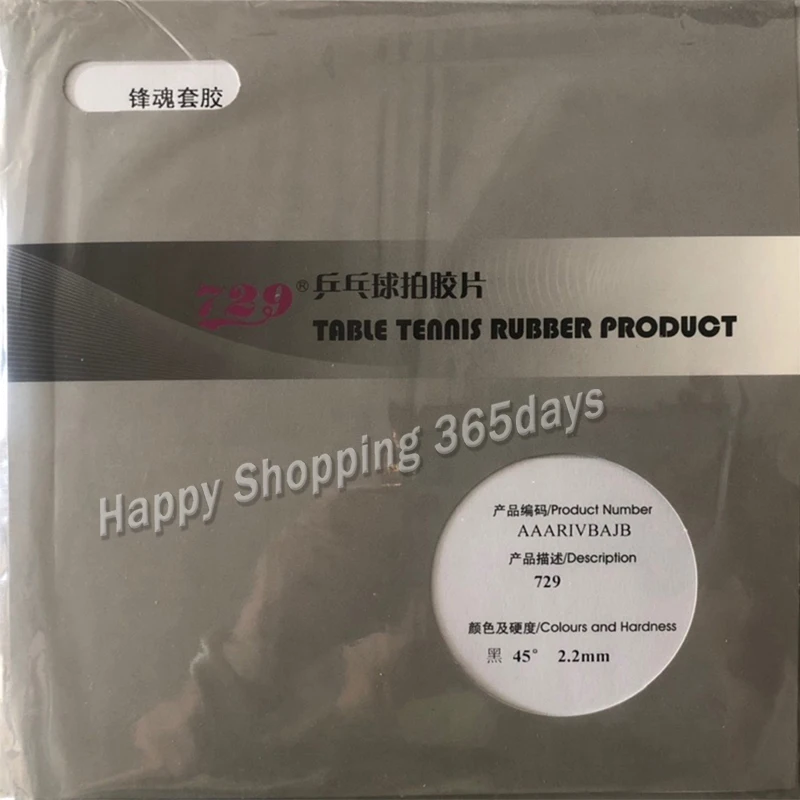 锋魂套胶
729® 乒乓球拍胶片
TABLE TENNIS RUBBER PRODUCT
Happy Shopping 365days
产品编码/Product Number
AAARIVBAJB
产品描述/Description
729
颜色及硬度/Colours and Hardness
黑 45° 2.2mm